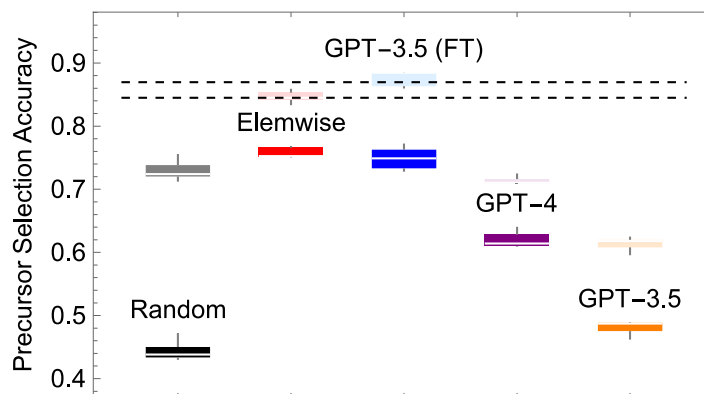 Precursor Selection Accuracy
0.9
0.8
0.7
0.6
0.5
0.4
GPT−3.5 (FT)
Elemwise
GPT−4
Random
GPT−3.5